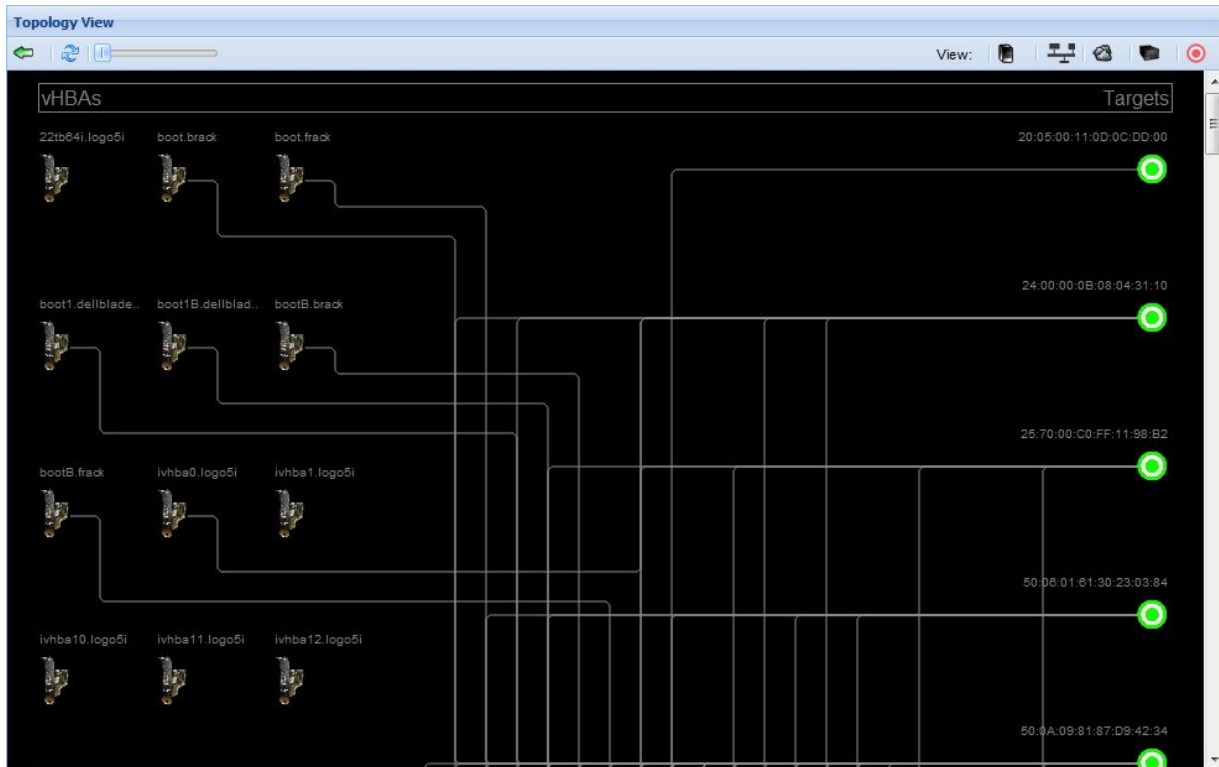 Topology View
View:
vHBAs Targets
22tb64i.logo5i boot.brack boot.frack 20:05:00:11:0D:0C:DD:00
24:00:00:0B:08:04:31:10
boot1.dellblade.. boot1B.dellblad.. bootB.brack
25:70:00:C0:FF:11:98:B2
bootB.frack ivhba0.logo5i ivhba1.logo5i
50:06:01:61:30:23:03:84
ivhba10.logo5i ivhba11.logo5i ivhba12.logo5i
50:0A:09:81:87:D9:42:34